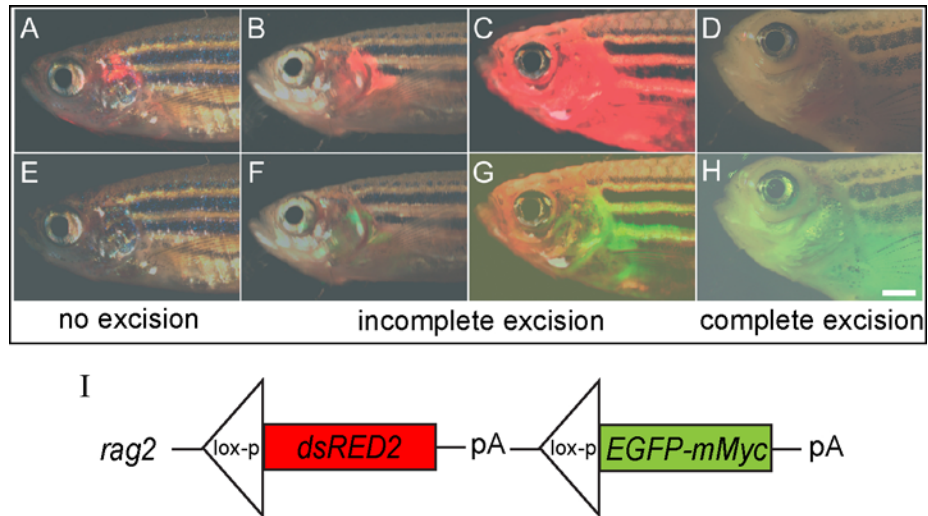 A B C D
E F G H
no excision incomplete excision complete excision
I
rag2 lox-p dsRED2 pA lox-p EGFP-mMyc pA